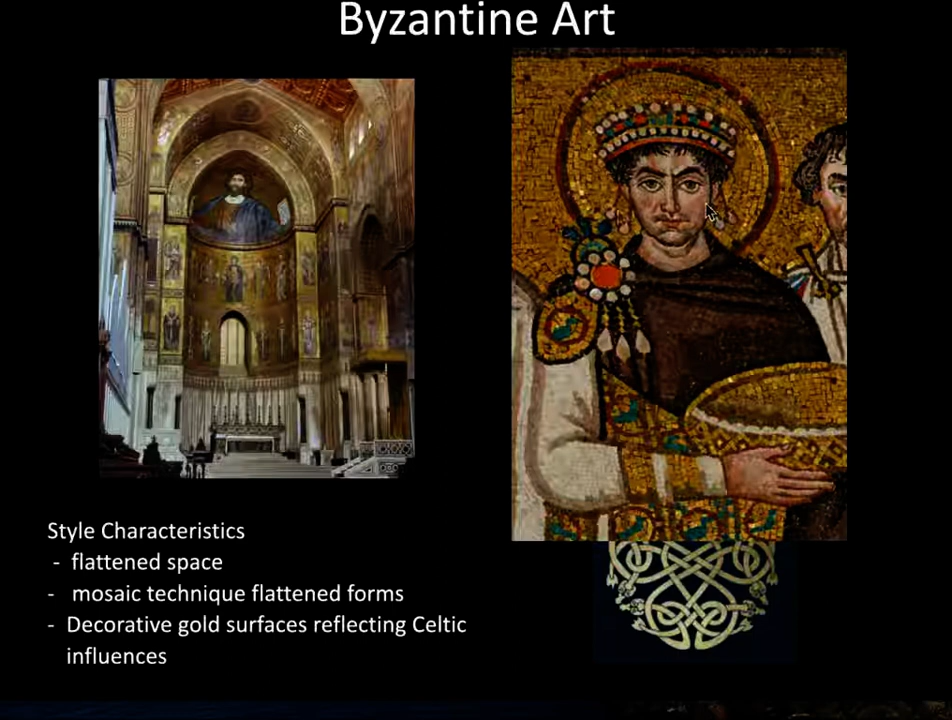 Byzantine Art
Style Characteristics
- flattened space
- mosaic technique flattened forms
- Decorative gold surfaces reflecting Celtic
influences